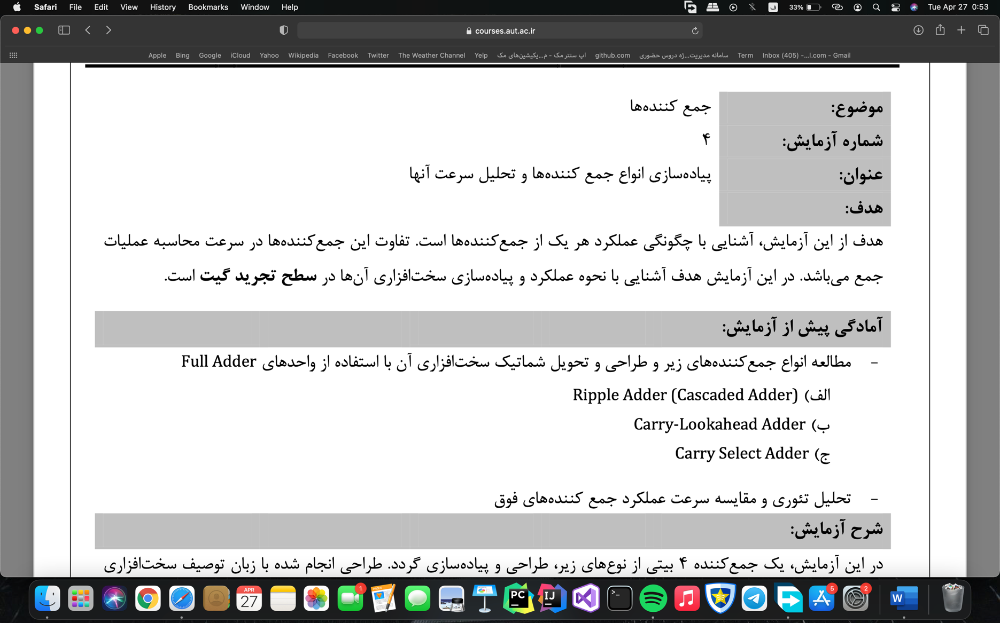 Safari File Edit View History Bookmarks Window Help ف 33% Tue Apr 27 0:53
courses.aut.ac.ir
Apple Bing Google iCloud Yahoo Wikipedia Facebook Twitter The Weather Channel Yelp اپ سنتر مک - م...یکیشین‌های مک github.com سامانه مدیریت...ژه دروس حضوری Term Inbox (405) -...l.com - Gmail
موضوع: جمع کننده‌ها
شماره آزمایش: ۴
عنوان: پیاده‌سازی انواع جمع کننده‌ها و تحلیل سرعت آنها
هدف:
هدف از این آزمایش، آشنایی با چگونگی عملکرد هر یک از جمع‌کننده‌ها است. تفاوت این جمع‌کننده‌ها در سرعت محاسبه عملیات
جمع می‌باشد. در این آزمایش هدف آشنایی با نحوه عملکرد و پیاده‌سازی سخت‌افزاری آن‌ها در سطح تجرید گیت است.
آمادگی پیش از آزمایش:
- مطالعه انواع جمع‌کننده‌های زیر و طراحی و تحویل شماتیک سخت‌افزاری آن با استفاده از واحدهای Full Adder
الف) Ripple Adder (Cascaded Adder)
ب) Carry-Lookahead Adder
ج) Carry Select Adder
- تحلیل تئوری و مقایسه سرعت عملکرد جمع کننده‌های فوق
شرح آزمایش:
در این آزمایش، یک جمع‌کننده ۴ بیتی از نوع‌های زیر، طراحی و پیاده‌سازی گردد. طراحی انجام شده با زبان توصیف سخت‌افزاری
APR 27 1 PAGES PC IJ >_ 5 2 W